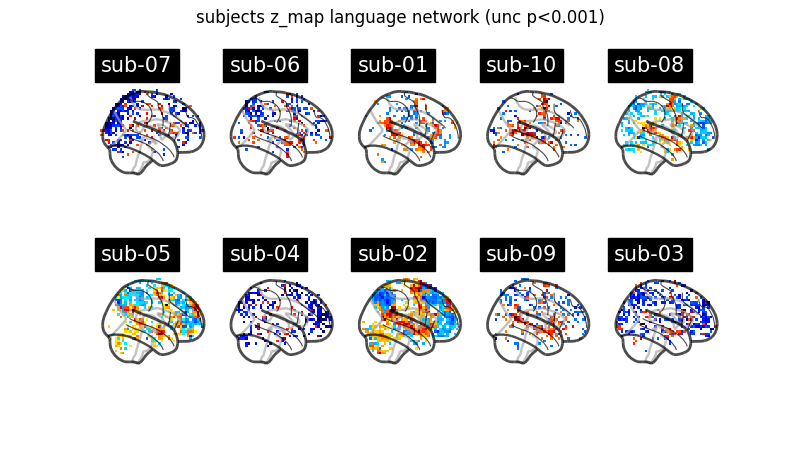 subjects z_map language network (unc p<0.001)
sub-07
sub-06
sub-01
sub-10
sub-08
sub-05
sub-04
sub-02
sub-09
sub-03